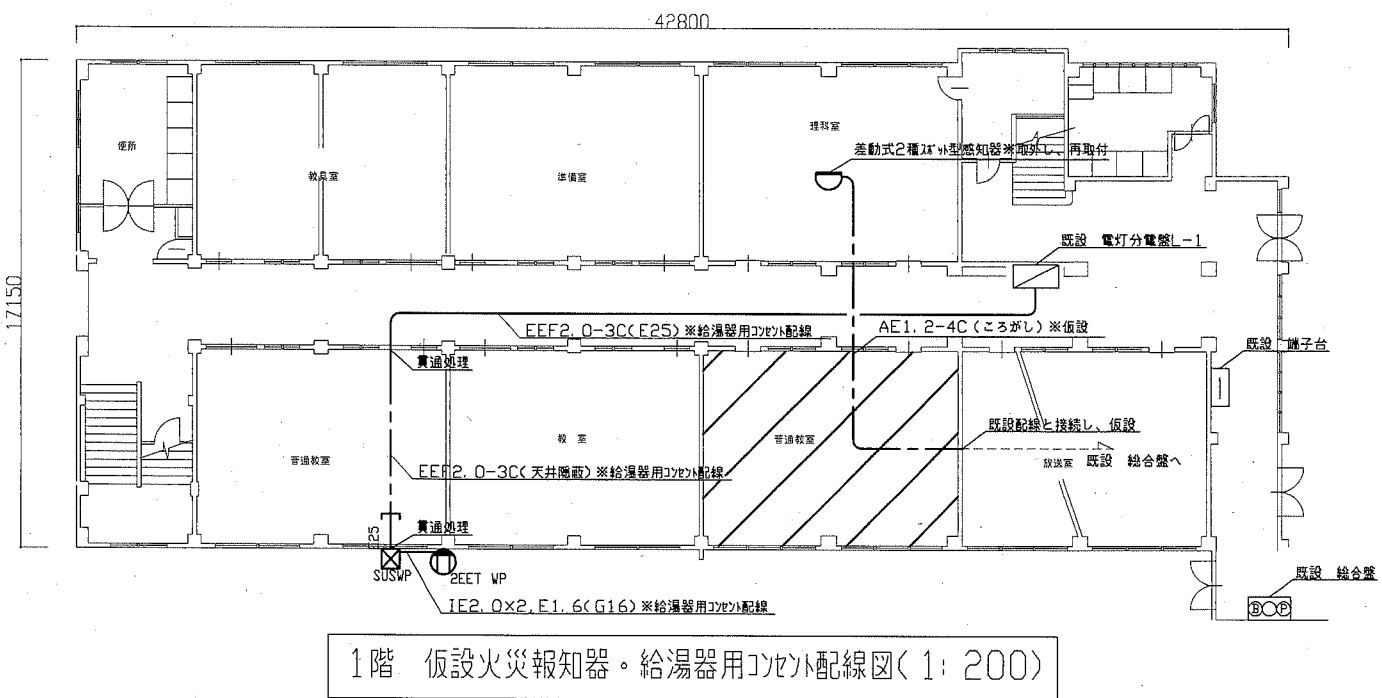 42800
17150
便所
教具室
準備室
理科室
差動式2種スポット型感知器※取外し、再取付
既設 電灯分電盤L-1
EEF2.0-3C(E25)※給湯器用コンセント配線
AE1.2-4C(ころがし)※仮設
貫通処理
既設 端子台
普通教室
教 室
普通教室
既設配線と接続し、仮設
放送室
既設 総合盤へ
EEF2.0-3C(天井隠蔽)※給湯器用コンセント配線
E25
貫通処理
SUSWP
2EET WP
IE2.0×2,E1.6(G16)※給湯器用コンセント配線
既設 総合盤
B P
1階 仮設火災報知器・給湯器用コンセント配線図(1:200)